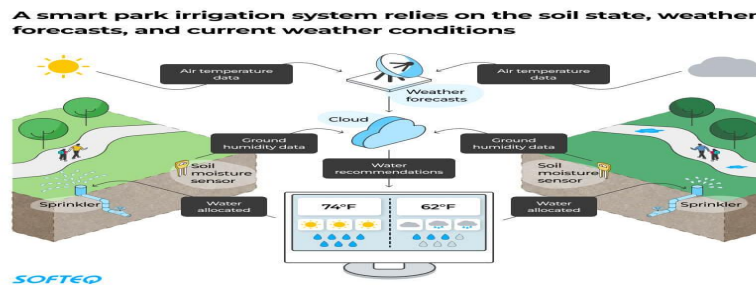 A smart park irrigation system relies on the soil state, weather
forecasts, and current weather conditions
Air temperature
data
Air temperature
data
Weather
forecasts
Cloud
Ground
humidity data
Ground
humidity data
Water
recommendations
Soil
moisture
sensor
Soil
moisture
sensor
Sprinkler
Water
allocated
74°F
62°F
Water
allocated
Sprinkler
SOFTEQ